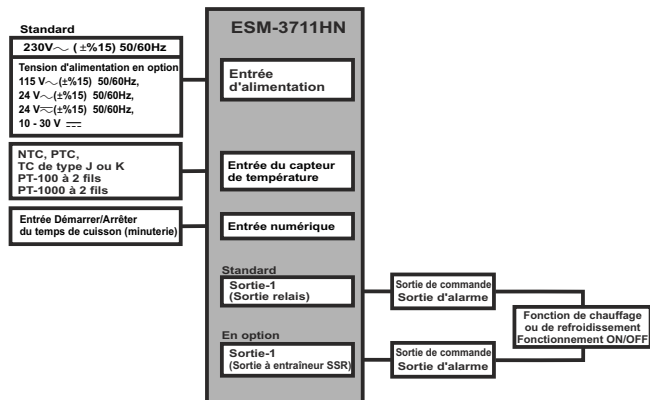 ESM-3711HN
Standard
230V∼ ( ±%15) 50/60Hz
Tension d'alimentation en option
115 V∼(±%15) 50/60Hz,
24 V∼(±%15) 50/60Hz,
24 V⏦(±%15) 50/60Hz,
10 - 30 V ⎓
Entrée
d'alimentation
NTC, PTC,
TC de type J ou K
PT-100 à 2 fils
PT-1000 à 2 fils
Entrée du capteur
de température
Entrée Démarrer/Arrêter
du temps de cuisson (minuterie)
Entrée numérique
Standard
Sortie-1
(Sortie relais)
Sortie de commande
Sortie d'alarme
En option
Sortie-1
(Sortie à entraîneur SSR)
Sortie de commande
Sortie d'alarme
Fonction de chauffage
ou de refroidissement
Fonctionnement ON/OFF